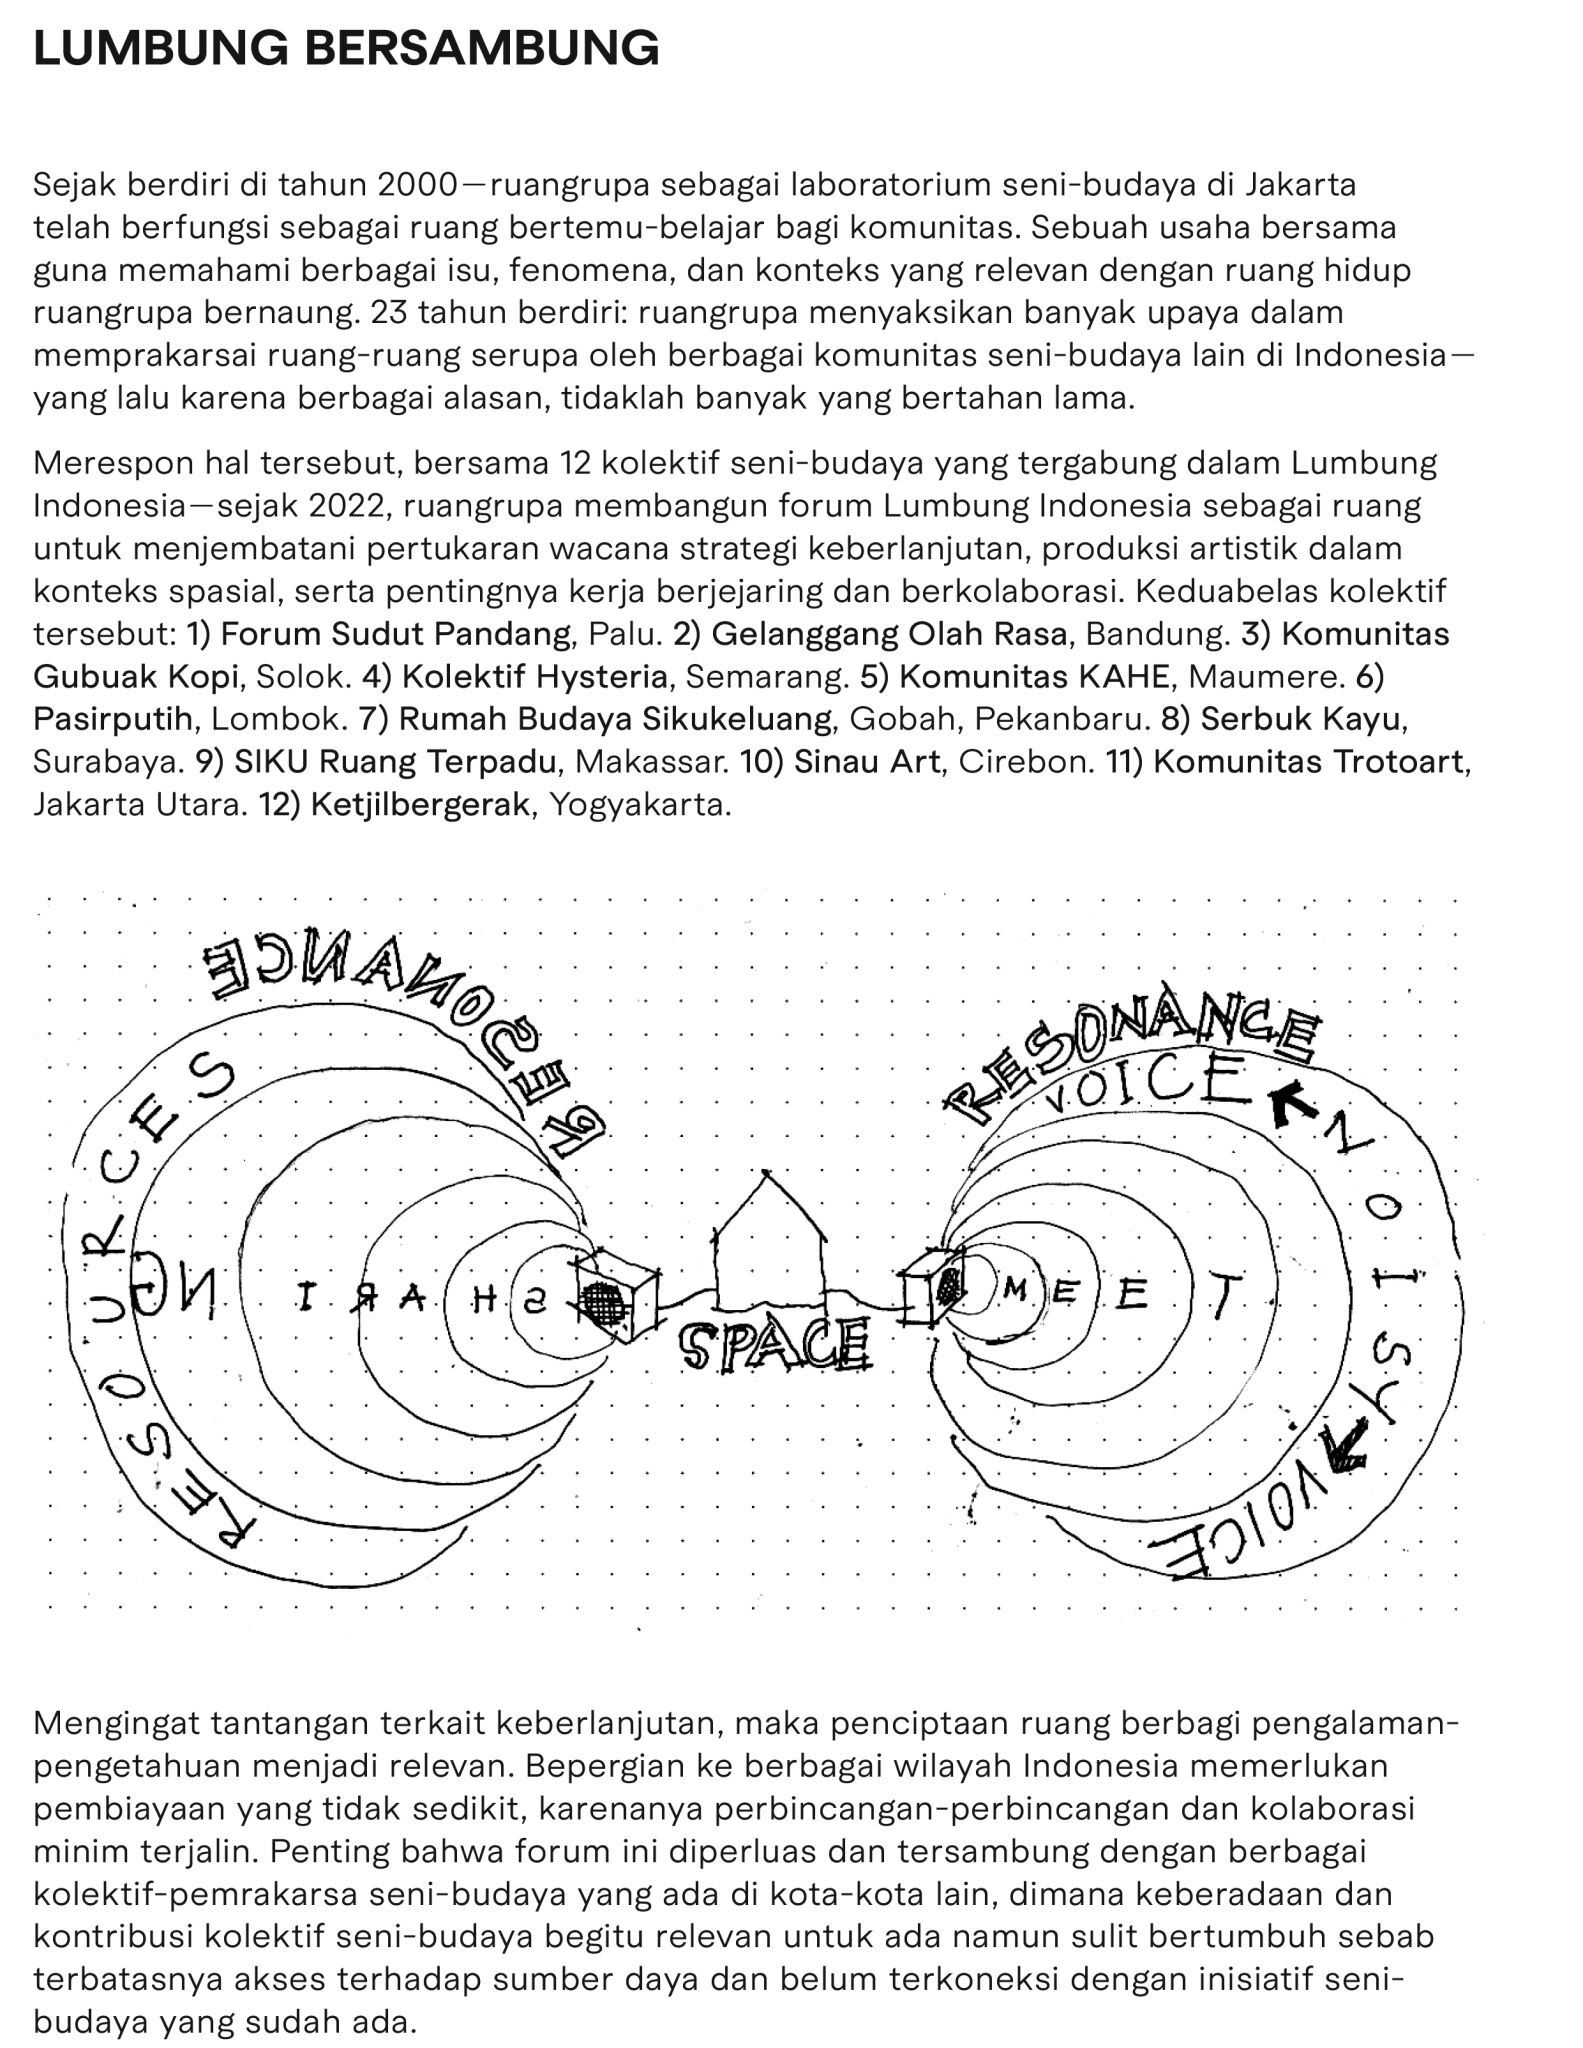 LUMBUNG BERSAMBUNG
Sejak berdiri di tahun 2000—ruangrupa sebagai laboratorium seni-budaya di Jakarta
telah berfungsi sebagai ruang bertemu-belajar bagi komunitas. Sebuah usaha bersama
guna memahami berbagai isu, fenomena, dan konteks yang relevan dengan ruang hidup
ruangrupa bernaung. 23 tahun berdiri: ruangrupa menyaksikan banyak upaya dalam
memprakarsai ruang-ruang serupa oleh berbagai komunitas seni-budaya lain di Indonesia—
yang lalu karena berbagai alasan, tidaklah banyak yang bertahan lama.
Merespon hal tersebut, bersama 12 kolektif seni-budaya yang tergabung dalam Lumbung
Indonesia—sejak 2022, ruangrupa membangun forum Lumbung Indonesia sebagai ruang
untuk menjembatani pertukaran wacana strategi keberlanjutan, produksi artistik dalam
konteks spasial, serta pentingnya kerja berjejaring dan berkolaborasi. Keduabelas kolektif
tersebut: 1) Forum Sudut Pandang, Palu. 2) Gelanggang Olah Rasa, Bandung. 3) Komunitas
Gubuak Kopi, Solok. 4) Kolektif Hysteria, Semarang. 5) Komunitas KAHE, Maumere. 6)
Pasirputih, Lombok. 7) Rumah Budaya Sikukeluang, Gobah, Pekanbaru. 8) Serbuk Kayu,
Surabaya. 9) SIKU Ruang Terpadu, Makassar. 10) Sinau Art, Cirebon. 11) Komunitas Trotoart,
Jakarta Utara. 12) Ketjilbergerak, Yogyakarta.
RESONANCE
RESOURCES
SHARING
SPACE
RESONANCE
VOICE
NOISY
MEET
VOICE
Mengingat tantangan terkait keberlanjutan, maka penciptaan ruang berbagi pengalaman-
pengetahuan menjadi relevan. Bepergian ke berbagai wilayah Indonesia memerlukan
pembiayaan yang tidak sedikit, karenanya perbincangan-perbincangan dan kolaborasi
minim terjalin. Penting bahwa forum ini diperluas dan tersambung dengan berbagai
kolektif-pemrakarsa seni-budaya yang ada di kota-kota lain, dimana keberadaan dan
kontribusi kolektif seni-budaya begitu relevan untuk ada namun sulit bertumbuh sebab
terbatasnya akses terhadap sumber daya dan belum terkoneksi dengan inisiatif seni-
budaya yang sudah ada.